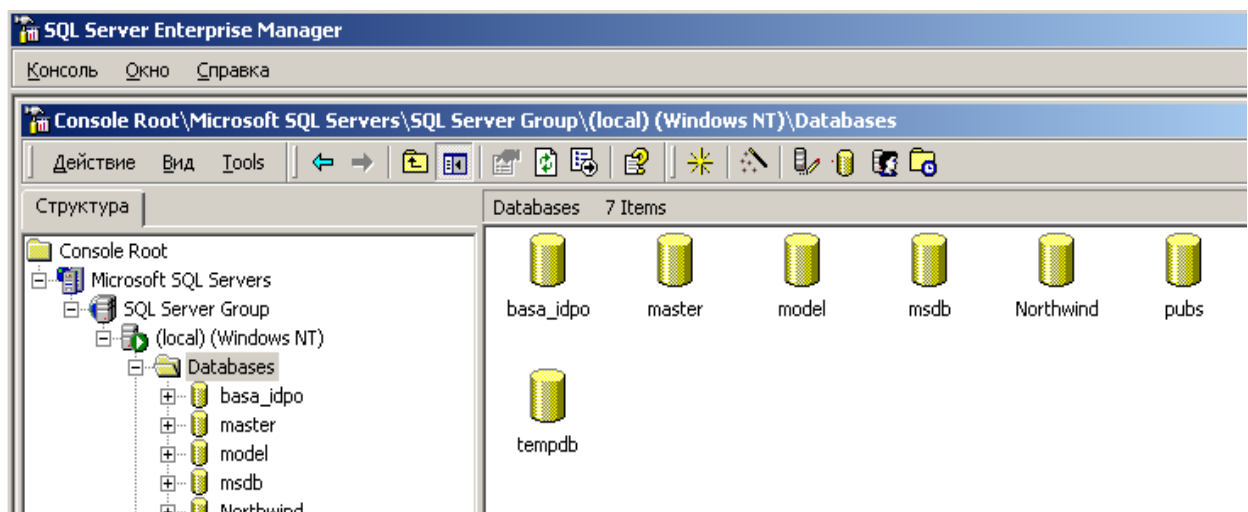 SQL Server Enterprise Manager
Консоль Окно Справка
Console Root\Microsoft SQL Servers\SQL Server Group\(local) (Windows NT)\Databases
Действие Вид Tools
Структура
Databases 7 Items
Console Root
Microsoft SQL Servers
SQL Server Group
(local) (Windows NT)
Databases
basa_idpo
master
model
msdb
Northwind
basa_idpo master model msdb Northwind pubs
tempdb